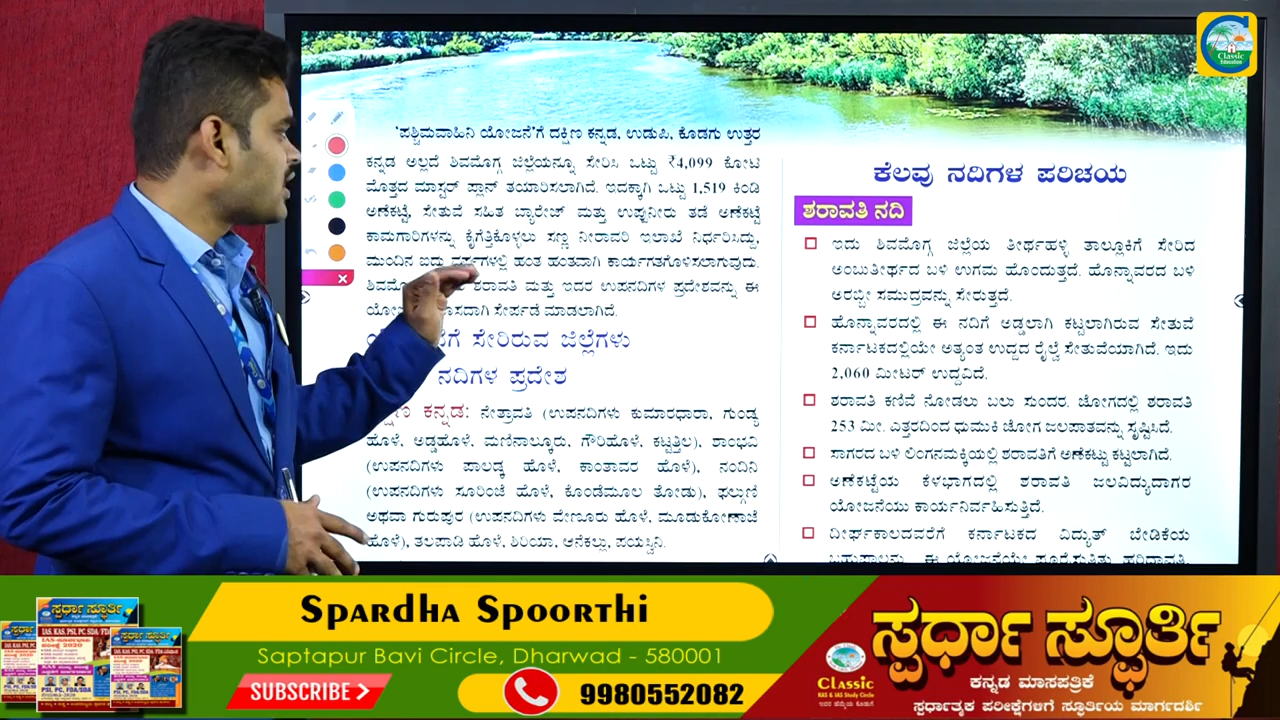 Classic
Education
'ಪಶ್ಚಿಮವಾಹಿನಿ ಯೋಜನೆ'ಗೆ ದಕ್ಷಿಣ ಕನ್ನಡ, ಉಡುಪಿ, ಕೊಡಗು ಉತ್ತರ
ಕನ್ನಡ ಅಲ್ಲದೆ ಶಿವಮೊಗ್ಗ ಜಿಲ್ಲೆಯನ್ನೂ ಸೇರಿಸಿ ಒಟ್ಟು ₹4,099 ಕೋಟಿ
ಮೊತ್ತದ ಮಾಸ್ಟರ್ ಪ್ಲಾನ್ ತಯಾರಿಸಲಾಗಿದೆ. ಇದಕ್ಕಾಗಿ ಒಟ್ಟು 1,519 ಕಿಂಡಿ
ಅಣೆಕಟ್ಟೆ, ಸೇತುವೆ ಸಹಿತ ಬ್ಯಾರೇಜ್ ಮತ್ತು ಉಪ್ಪುನೀರು ತಡೆ ಅಣೆಕಟ್ಟೆ
ಕಾಮಗಾರಿಗಳನ್ನು ಕೈಗೆತ್ತಿಕೊಳ್ಳಲು ಸಣ್ಣ ನೀರಾವರಿ ಇಲಾಖೆ ನಿರ್ಧರಿಸಿದ್ದು,
ಮುಂದಿನ ಐದು ವರ್ಷಗಳಲ್ಲಿ ಹಂತ ಹಂತವಾಗಿ ಕಾರ್ಯಗತಗೊಳಿಸಲಾಗುವುದು.
ಶರಾವತಿ ಮತ್ತು ಇದರ ಉಪನದಿಗಳ ಪ್ರದೇಶವನ್ನು ಈ
ಸೇರ್ಪಡೆ ಮಾಡಲಾಗಿದೆ.
ಸೇರಿರುವ ಜಿಲ್ಲೆಗಳು
ನದಿಗಳ ಪ್ರದೇಶ
ಕನ್ನಡ: ನೇತ್ರಾವತಿ (ಉಪನದಿಗಳು ಕುಮಾರಧಾರಾ, ಗುಂಡ್ಯ
ಹೊಳೆ, ಅಡ್ಡಹೊಳೆ, ಮಣಿನಾಲ್ಕೂರು, ಗೌರಿಹೊಳೆ, ಕಟ್ಟತ್ತಿಲ), ಶಾಂಭವಿ
(ಉಪನದಿಗಳು ಪಾಲಡ್ಕ ಹೊಳೆ, ಕಾಂತಾವರ ಹೊಳೆ), ನಂದಿನಿ
(ಉಪನದಿಗಳು ಸೂರಿಂಜೆ ಹೊಳೆ, ಕೊಂಡೆಮೂಲ ತೋಡು), ಫಲ್ಗುಣಿ
ಅಥವಾ ಗುರುಪುರ (ಉಪನದಿಗಳು ವೇಣೂರು ಹೊಳೆ, ಮೂಡುಕೋಣಾಜೆ
ಹೊಳೆ), ತಲಪಾಡಿ ಹೊಳೆ, ಶಿರಿಯಾ, ಆನೆಕಲ್ಲು, ಪಯಸ್ವಿನಿ.
ಕೆಲವು ನದಿಗಳ ಪರಿಚಯ
ಶರಾವತಿ ನದಿ
ಇದು ಶಿವಮೊಗ್ಗ ಜಿಲ್ಲೆಯ ತೀರ್ಥಹಳ್ಳಿ ತಾಲ್ಲೂಕಿಗೆ ಸೇರಿದ
ಅಂಬುತೀರ್ಥದ ಬಳಿ ಉಗಮ ಹೊಂದುತ್ತದೆ. ಹೊನ್ನಾವರದ ಬಳಿ
ಅರಬ್ಬೀ ಸಮುದ್ರವನ್ನು ಸೇರುತ್ತದೆ.
ಹೊನ್ನಾವರದಲ್ಲಿ ಈ ನದಿಗೆ ಅಡ್ಡಲಾಗಿ ಕಟ್ಟಲಾಗಿರುವ ಸೇತುವೆ
ಕರ್ನಾಟಕದಲ್ಲಿಯೇ ಅತ್ಯಂತ ಉದ್ದದ ರೈಲ್ವೆ ಸೇತುವೆಯಾಗಿದೆ. ಇದು
2,060 ಮೀಟರ್ ಉದ್ದವಿದೆ.
ಶರಾವತಿ ಕಣಿವೆ ನೋಡಲು ಬಲು ಸುಂದರ. ಜೋಗದಲ್ಲಿ ಶರಾವತಿ
253 ಮೀ. ಎತ್ತರದಿಂದ ಧುಮುಕಿ ಜೋಗ ಜಲಪಾತವನ್ನು ಸೃಷ್ಟಿಸಿದೆ.
ಸಾಗರದ ಬಳಿ ಲಿಂಗನಮಕ್ಕಿಯಲ್ಲಿ ಶರಾವತಿಗೆ ಅಣೆಕಟ್ಟು ಕಟ್ಟಲಾಗಿದೆ.
ಅಣೆಕಟ್ಟೆಯ ಕೆಳಭಾಗದಲ್ಲಿ ಶರಾವತಿ ಜಲವಿದ್ಯುದಾಗರ
ಯೋಜನೆಯು ಕಾರ್ಯನಿರ್ವಹಿಸುತ್ತಿದೆ.
ದೀರ್ಘಕಾಲದವರೆಗೆ ಕರ್ನಾಟಕದ ವಿದ್ಯುತ್ ಬೇಡಿಕೆಯ
Spardha Spoorthi
Saptapur Bavi Circle, Dharwad - 580001
SUBSCRIBE
9980552082
ಸ್ಪರ್ಧಾ ಸ್ಫೂರ್ತಿ
Classic
KAS & IAS Study Circle
ಕನ್ನಡ ಮಾಸಪತ್ರಿಕೆ
ಸ್ಪರ್ಧಾತ್ಮಕ ಪರೀಕ್ಷೆಗಳಿಗೆ ಸ್ಫೂರ್ತಿಯ ಮಾರ್ಗದರ್ಶಿ
ಸ್ಪರ್ಧಾ ಸ್ಫೂರ್ತಿ